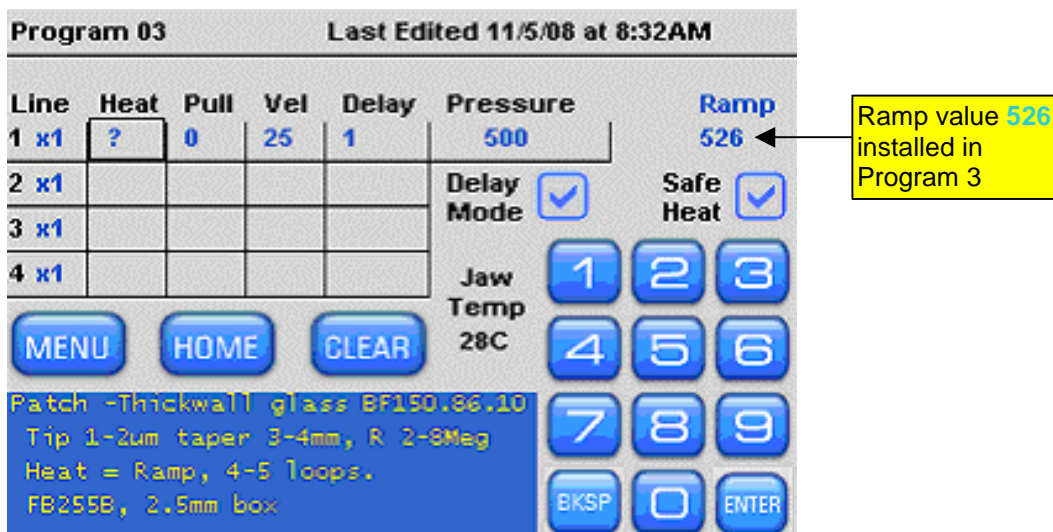 Program 03 Last Edited 11/5/08 at 8:32AM
Line Heat Pull Vel Delay Pressure Ramp
1 x1 ? 0 25 1 500 526
2 x1
3 x1
4 x1
Delay Mode
Safe Heat
Jaw
Temp
28C
1 2 3
4 5 6
7 8 9
BKSP 0 ENTER
MENU HOME CLEAR
Patch -Thickwall glass BF150.86.10
Tip 1-2um taper 3-4mm, R 2-8Meg
Heat = Ramp, 4-5 loops.
FB255B, 2.5mm box
Ramp value 526
installed in
Program 3